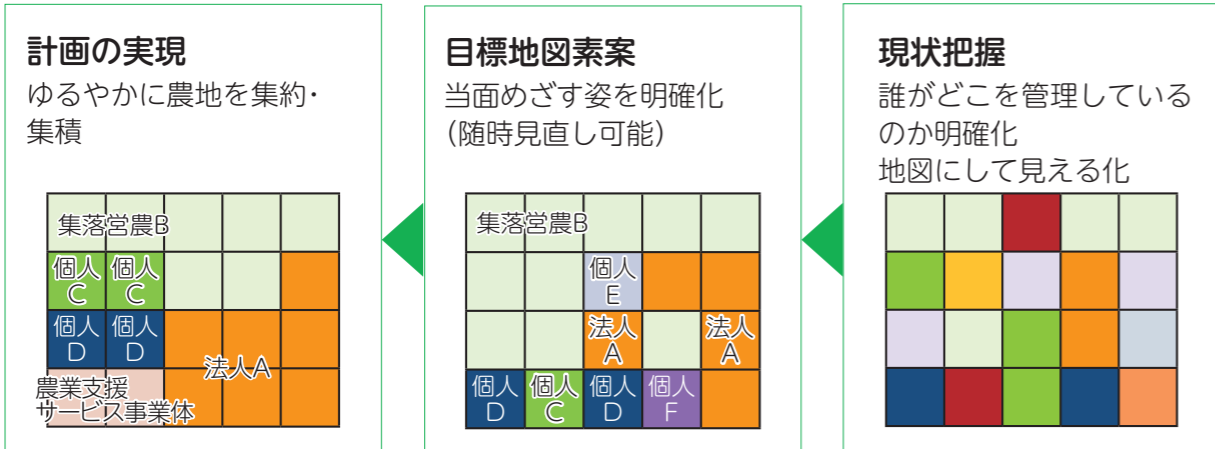 現状把握
誰がどこを管理している
のか明確化
地図にして見える化
目標地図素案
当面めざす姿を明確化
（随時見直し可能）
集落営農B
個人
E
法人
A
法人
A
個人
D
個人
C
個人
D
個人
F
計画の実現
ゆるやかに農地を集約・
集積
集落営農B
個人
C
個人
C
個人
D
個人
D
法人A
農業支援
サービス事業体